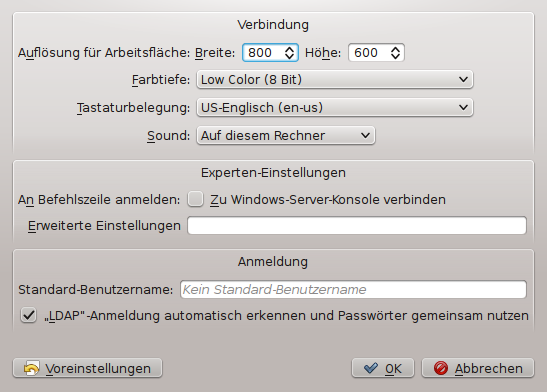 Verbindung
Auflösung für Arbeitsfläche: Breite: 800 Höhe: 600
Farbtiefe: Low Color (8 Bit)
Tastaturbelegung: US-Englisch (en-us)
Sound: Auf diesem Rechner
Experten-Einstellungen
An Befehlszeile anmelden: Zu Windows-Server-Konsole verbinden
Erweiterte Einstellungen
Anmeldung
Standard-Benutzername: Kein Standard-Benutzername
„LDAP"-Anmeldung automatisch erkennen und Passwörter gemeinsam nutzen
Voreinstellungen OK Abbrechen